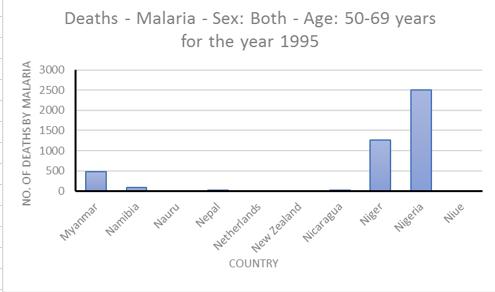 Deaths - Malaria - Sex: Both - Age: 50-69 years
for the year 1995
NO. OF DEATHS BY MALARIA
3000
2500
2000
1500
1000
500
0
Myanmar
Namibia
Nauru
Nepal
Netherlands
New Zealand
Nicaragua
Niger
Nigeria
Niue
COUNTRY